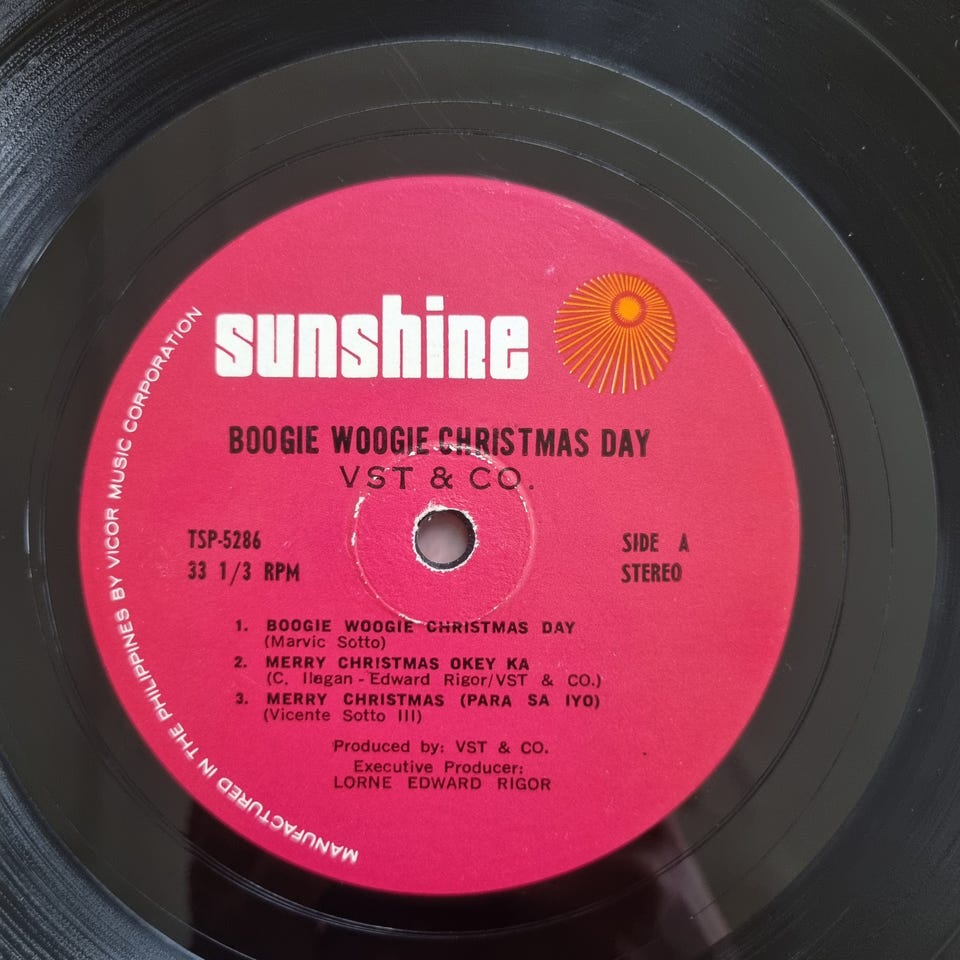 sunshine
BOOGIE WOOGIE CHRISTMAS DAY
VST & CO.
TSP-5286
33 1/3 RPM
SIDE A
STEREO
1. BOOGIE WOOGIE CHRISTMAS DAY
(Marvic Sotto)
2. MERRY CHRISTMAS OKEY KA
(C. Ilagan - Edward Rigor/VST & CO.)
3. MERRY CHRISTMAS (PARA SA IYO)
(Vicente Sotto III)
Produced by: VST & CO.
Executive Producer:
LORNE EDWARD RIGOR
MANUFACTURED IN THE PHILIPPINES BY VICOR MUSIC CORPORATION